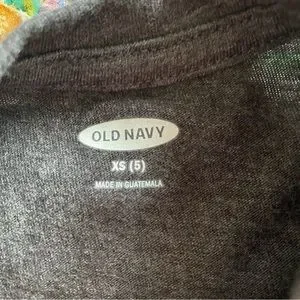 OLD NAVY
XS (5)
MADE IN GUATEMALA